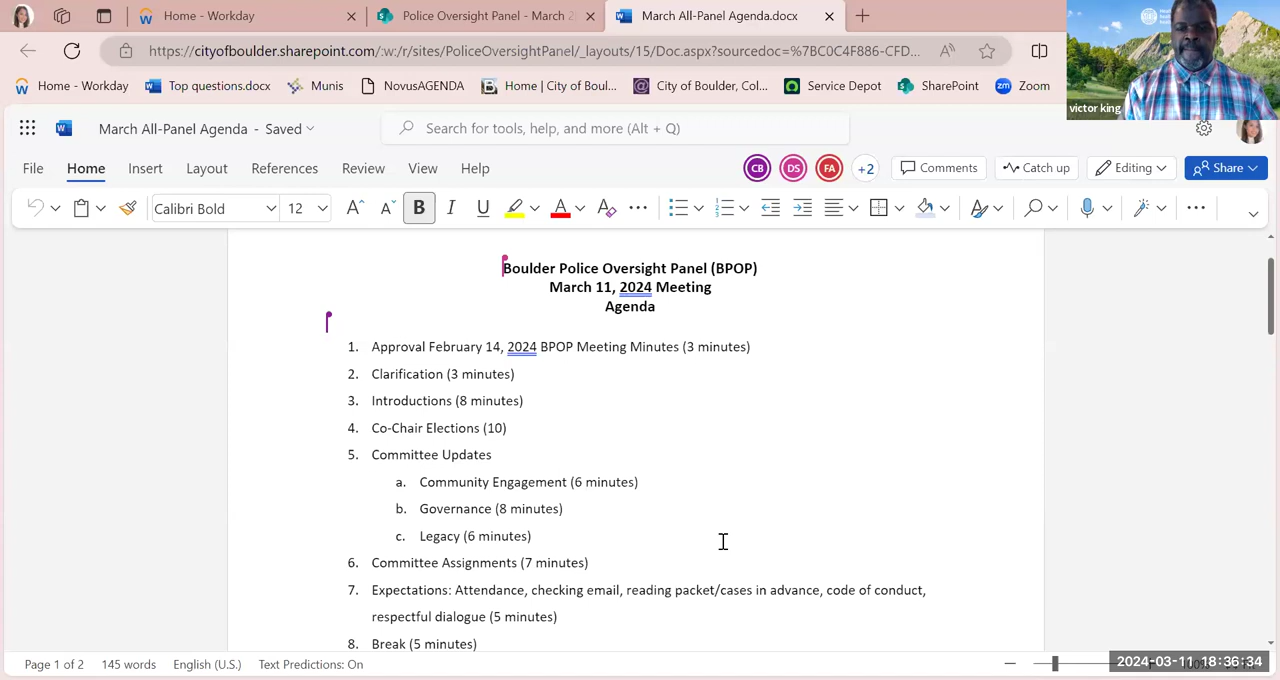 Home - Workday
Police Oversight Panel - March 2
March All-Panel Agenda.docx
https://cityofboulder.sharepoint.com/:w:/r/sites/PoliceOversightPanel/_layouts/15/Doc.aspx?sourcedoc=%7BC0C4F886-CFD...
Home - Workday
Top questions.docx
Munis
NovusAGENDA
Home | City of Boul...
City of Boulder, Col...
Service Depot
SharePoint
Zoom
victor king
March All-Panel Agenda - Saved
Search for tools, help, and more (Alt + Q)
File Home Insert Layout References Review View Help
CB DS FA +2 Comments Catch up Editing Share
Calibri Bold 12
Boulder Police Oversight Panel (BPOP)
March 11, 2024 Meeting
Agenda
1. Approval February 14, 2024 BPOP Meeting Minutes (3 minutes)
2. Clarification (3 minutes)
3. Introductions (8 minutes)
4. Co-Chair Elections (10)
5. Committee Updates
a. Community Engagement (6 minutes)
b. Governance (8 minutes)
c. Legacy (6 minutes)
6. Committee Assignments (7 minutes)
7. Expectations: Attendance, checking email, reading packet/cases in advance, code of conduct,
respectful dialogue (5 minutes)
8. Break (5 minutes)
Page 1 of 2 145 words English (U.S.) Text Predictions: On
2024-03-11 18:36:34